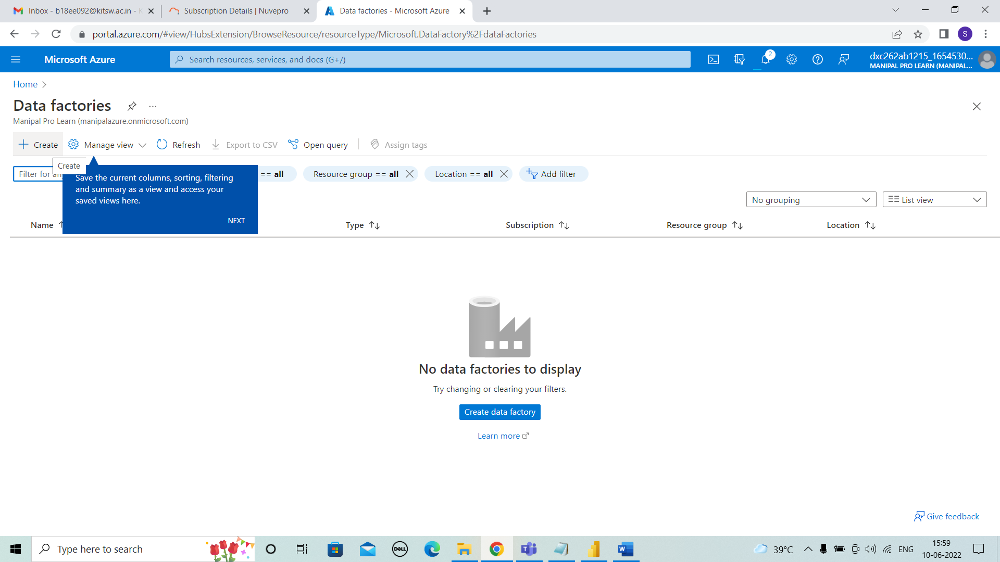 Inbox - b18ee092@kitsw.ac.in - K
Subscription Details | Nuvepro
Data factories - Microsoft Azure
portal.azure.com/#view/HubsExtension/BrowseResource/resourceType/Microsoft.DataFactory%2FdataFactories
S
Microsoft Azure
Search resources, services, and docs (G+/)
2
dxc262ab1215_1654530...
MANIPAL PRO LEARN (MANIPAL...
Home
Data factories
Manipal Pro Learn (manipalazure.onmicrosoft.com)
Create
Manage view
Refresh
Export to CSV
Open query
Assign tags
Create
Filter for an
== all
Resource group == all
Location == all
Add filter
Save the current columns, sorting, filtering
and summary as a view and access your
saved views here.
NEXT
No grouping
List view
Name
Type
Subscription
Resource group
Location
No data factories to display
Try changing or clearing your filters.
Create data factory
Learn more
Give feedback
Type here to search
DELL
39°C
ENG
15:59
10-06-2022